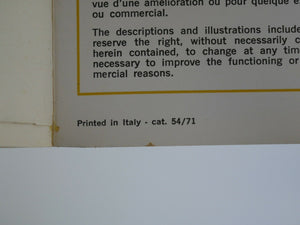 vue d'une amélioration ou pour quelque
ou commercial.
The descriptions and illustrations include
reserve the right, without necessarily
herein contained, to change at any tim
necessary to improve the functioning or
mercial reasons.
Printed in Italy - cat. 54/71